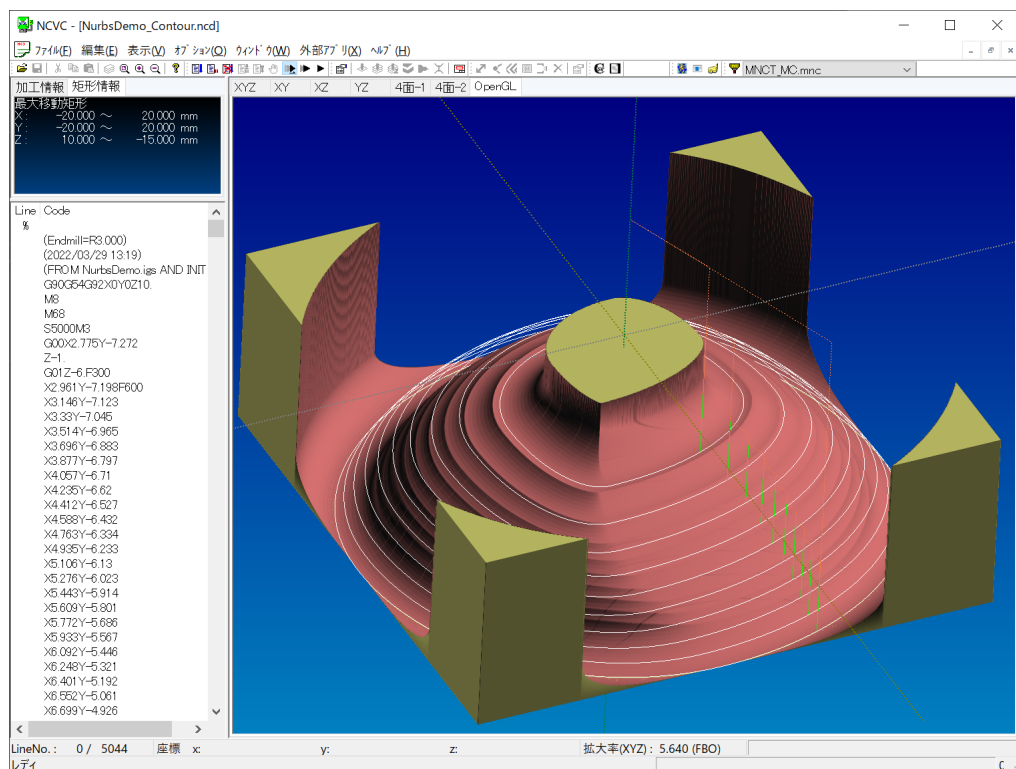 NCVC - [NurbsDemo_Contour.ncd]
ファイル(F) 編集(E) 表示(V) オプション(O) ウィンドウ(W) 外部アプリ(X) ヘルプ(H)
MNCT_MC.mnc
加工情報 矩形情報
XYZ XY XZ YZ 4面-1 4面-2 OpenGL
最大移動矩形
X : -20.000 ～ 20.000 mm
Y : -20.000 ～ 20.000 mm
Z : 10.000 ～ -15.000 mm
Line Code
%
(Endmill=R3.000)
(2022/03/29 13:19)
(FROM NurbsDemo.igs AND INIT
G90G54G92X0Y0Z10.
M8
M68
S5000M3
G00X2.775Y-7.272
Z-1.
G01Z-6.F300
X2.961Y-7.198F600
X3.146Y-7.123
X3.33Y-7.045
X3.514Y-6.965
X3.696Y-6.883
X3.877Y-6.797
X4.057Y-6.71
X4.235Y-6.62
X4.412Y-6.527
X4.588Y-6.432
X4.763Y-6.334
X4.935Y-6.233
X5.106Y-6.13
X5.276Y-6.023
X5.443Y-5.914
X5.609Y-5.801
X5.772Y-5.686
X5.933Y-5.567
X6.092Y-5.446
X6.248Y-5.321
X6.401Y-5.192
X6.552Y-5.061
X6.699Y-4.926
LineNo. : 0 / 5044 座標 x: y: z: 拡大率(XYZ) : 5.640 (FBO)
レディ C